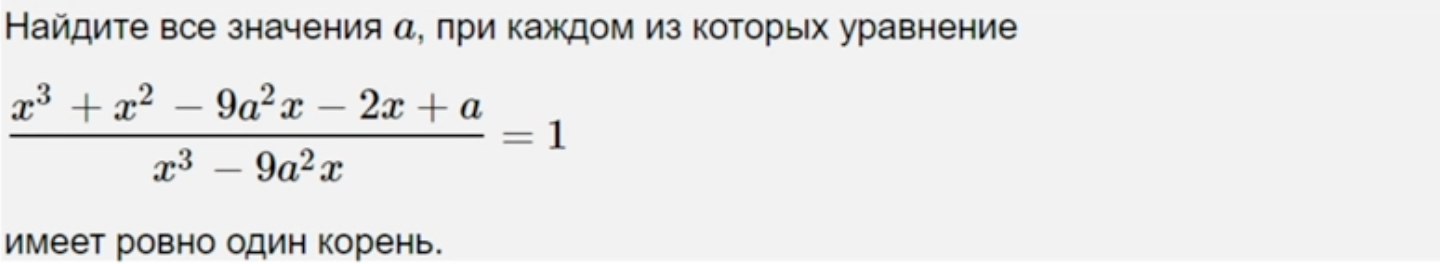 Найдите все значения a, при каждом из которых уравнение
x³ + x² − 9a²x − 2x + a
x³ − 9a²x
= 1
имеет ровно один корень.